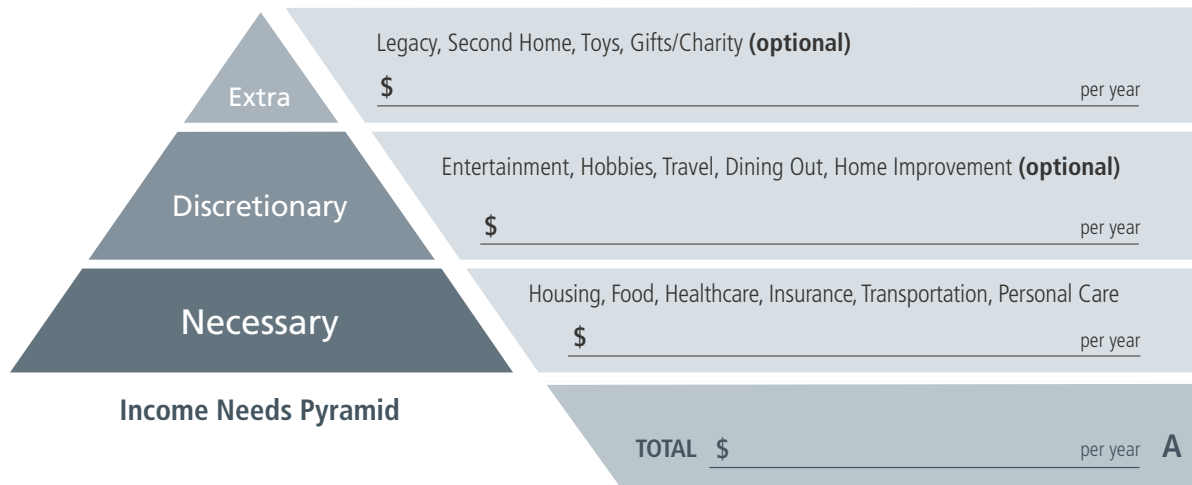 Legacy, Second Home, Toys, Gifts/Charity (optional)
Extra
$ per year
Entertainment, Hobbies, Travel, Dining Out, Home Improvement (optional)
Discretionary
$ per year
Housing, Food, Healthcare, Insurance, Transportation, Personal Care
Necessary
$ per year
Income Needs Pyramid
TOTAL $ per year A